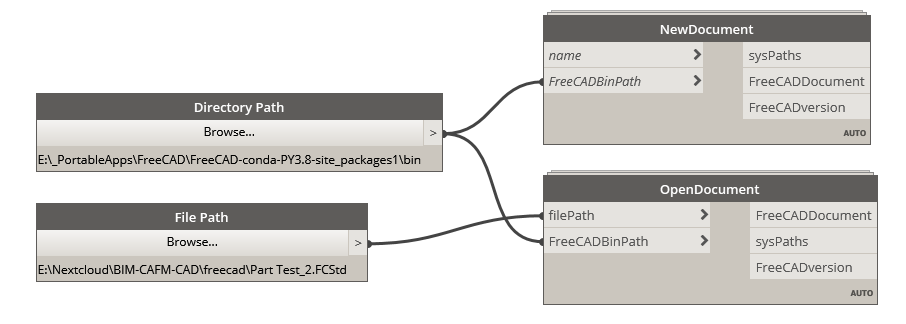 NewDocument
name
sysPaths
FreeCADBinPath
FreeCADDocument
FreeCADversion
AUTO
Directory Path
Browse...
>
E:\_PortableApps\FreeCAD\FreeCAD-conda-PY3.8-site_packages1\bin
OpenDocument
filePath
FreeCADDocument
FreeCADBinPath
sysPaths
FreeCADversion
AUTO
File Path
Browse...
>
E:\Nextcloud\BIM-CAFM-CAD\freecad\Part Test_2.FCStd